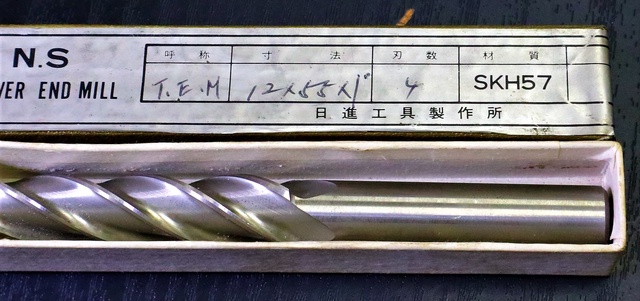 N.S
END MILL
呼称 寸法 刃数 材質
T.E.M 12×55×1° 4 SKH57
日進工具製作所